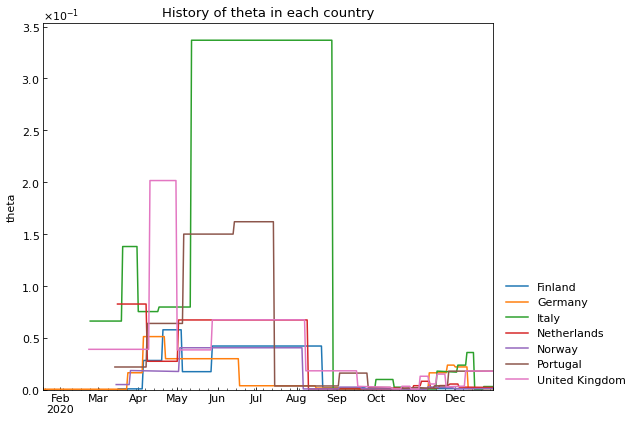 History of theta in each country
×10⁻¹
3.5
3.0
2.5
2.0
1.5
1.0
0.5
0.0
theta
Feb Mar Apr May Jun Jul Aug Sep Oct Nov Dec
2020
Finland
Germany
Italy
Netherlands
Norway
Portugal
United Kingdom